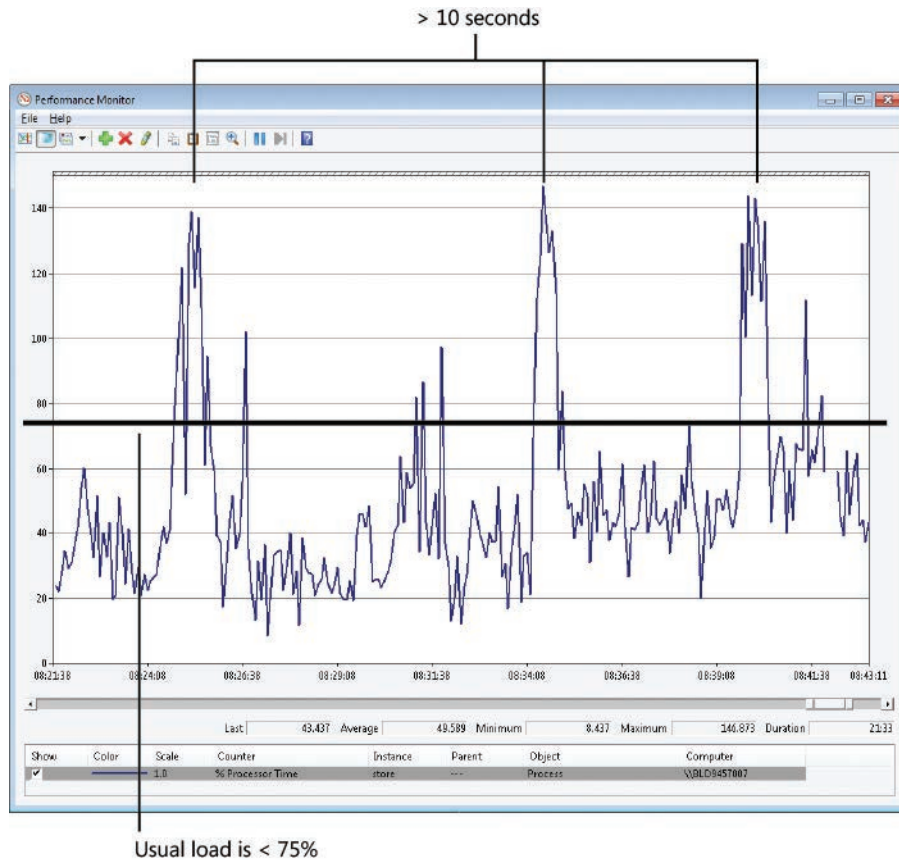 > 10 seconds
Performance Monitor
File Help
140
120
100
80
60
40
20
0
08:21:38 08:24:08 08:26:38 08:29:08 08:31:38 08:34:08 08:36:38 08:39:08 08:41:38 08:43:11
Last 43.437 Average 49.589 Minimum 8.437 Maximum 146.873 Duration 21:33
Show Color Scale Counter Instance Parent Object Computer
1.0 % Processor Time store --- Process
Usual load is < 75%